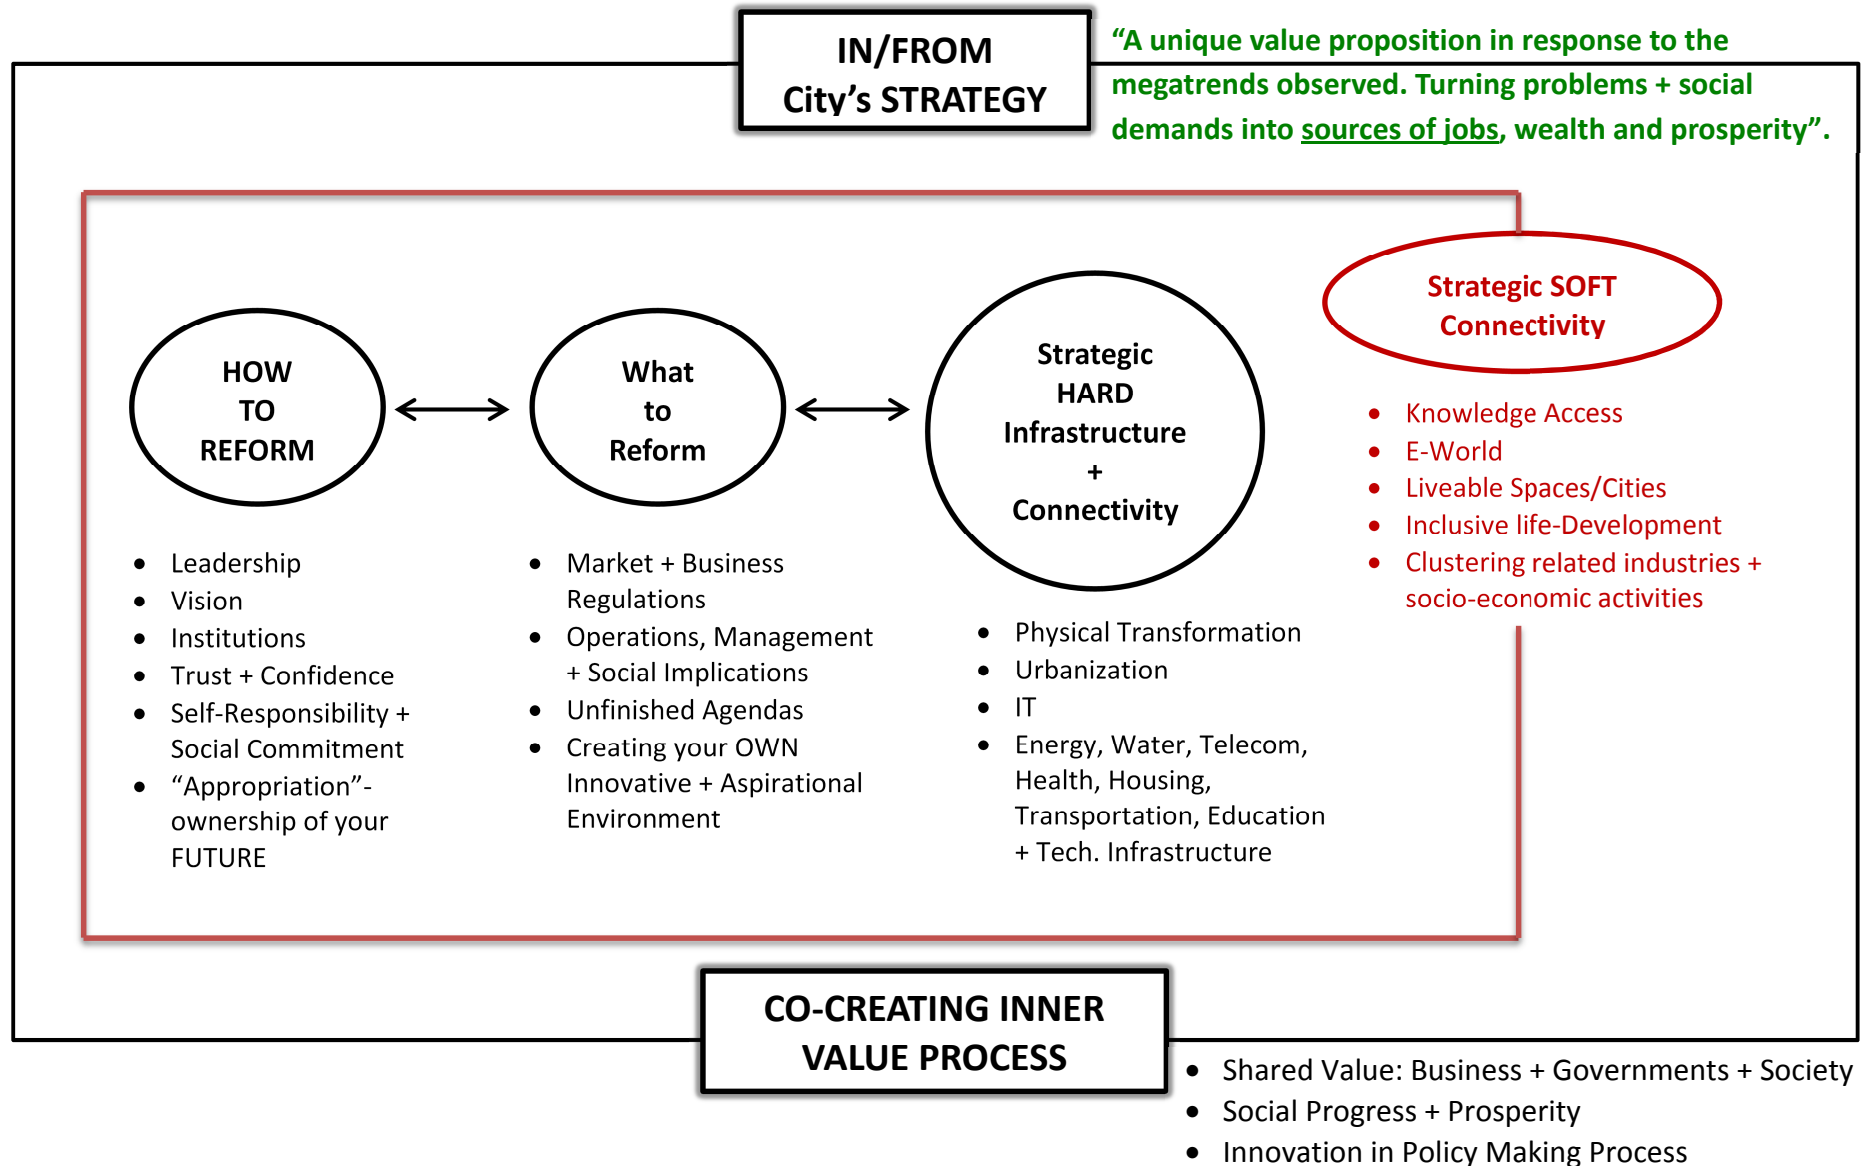 IN/FROM
City’s STRATEGY
“A unique value proposition in response to the
megatrends observed. Turning problems + social
demands into sources of jobs, wealth and prosperity”.
HOW
TO
REFORM
• Leadership
• Vision
• Institutions
• Trust + Confidence
• Self-Responsibility +
Social Commitment
• “Appropriation”-
ownership of your
FUTURE
What
to
Reform
• Market + Business
Regulations
• Operations, Management
+ Social Implications
• Unfinished Agendas
• Creating your OWN
Innovative + Aspirational
Environment
Strategic
HARD
Infrastructure
+
Connectivity
• Physical Transformation
• Urbanization
• IT
• Energy, Water, Telecom,
Health, Housing,
Transportation, Education
+ Tech. Infrastructure
Strategic SOFT
Connectivity
• Knowledge Access
• E-World
• Liveable Spaces/Cities
• Inclusive life-Development
• Clustering related industries +
socio-economic activities
CO-CREATING INNER
VALUE PROCESS
• Shared Value: Business + Governments + Society
• Social Progress + Prosperity
• Innovation in Policy Making Process